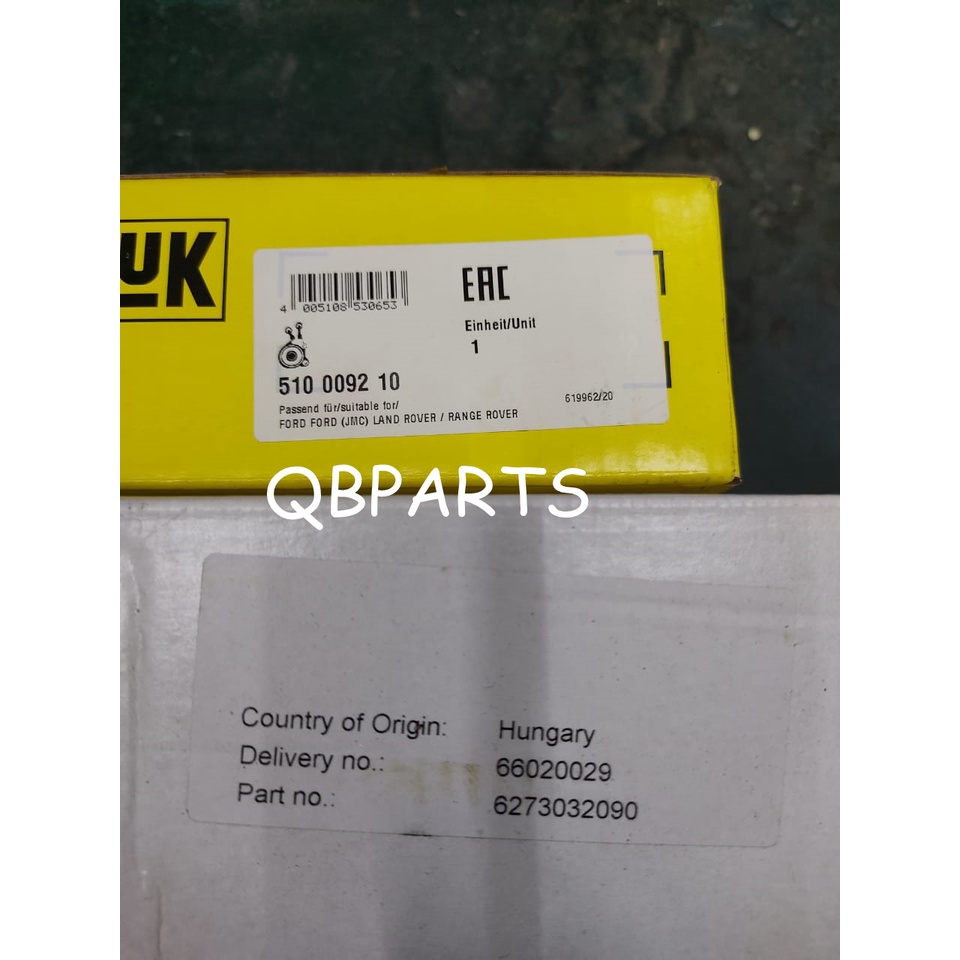 LUK
EAC
4 005108 530653
Einheit/Unit
1
510 0092 10
Passend für/suitable for/
619962/20
FORD FORD (JMC) LAND ROVER / RANGE ROVER
QBPARTS
Country of Origin: Hungary
Delivery no.: 66020029
Part no.: 6273032090